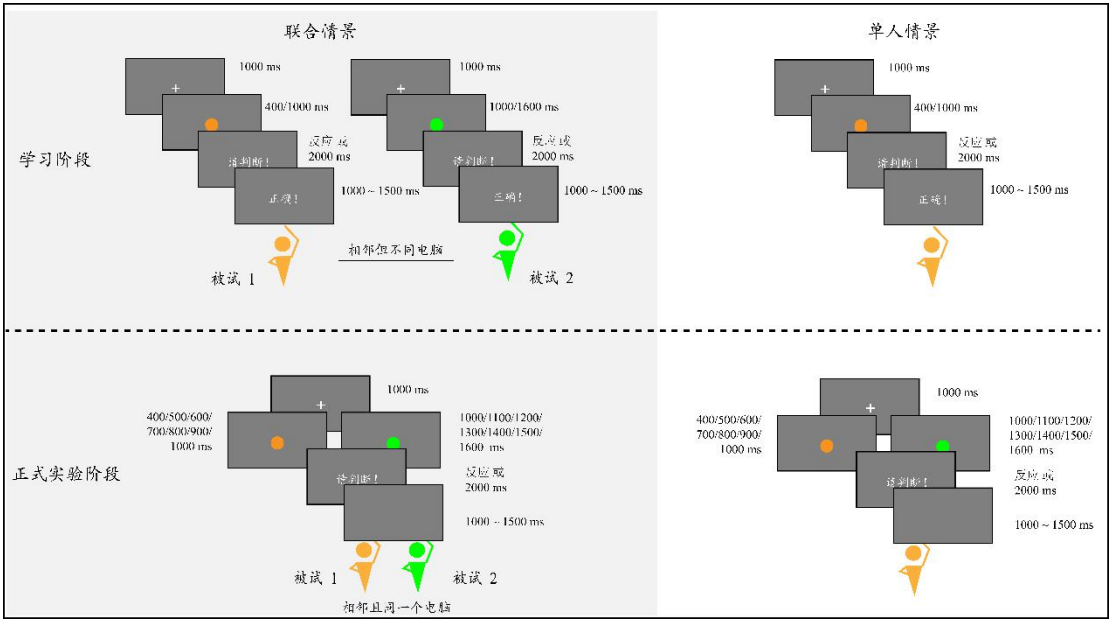 联合情景
单人情景
学习阶段
1000 ms
400/1000 ms
反应或
2000 ms
请判断!
正确!
1000 ~ 1500 ms
被试 1
1000 ms
1000/1600 ms
反应或
2000 ms
请判断!
正确!
1000 ~ 1500 ms
被试 2
相邻但不同电脑
1000 ms
400/1000 ms
反应或
2000 ms
请判断!
正确!
1000 ~ 1500 ms
正式实验阶段
1000 ms
400/500/600/
700/800/900/
1000 ms
1000/1100/1200/
1300/1400/1500/
1600 ms
请判断!
反应或
2000 ms
1000 ~ 1500 ms
被试 1
被试 2
相邻且同一个电脑
1000 ms
400/500/600/
700/800/900/
1000 ms
1000/1100/1200/
1300/1400/1500/
1600 ms
请判断!
反应或
2000 ms
1000 ~ 1500 ms